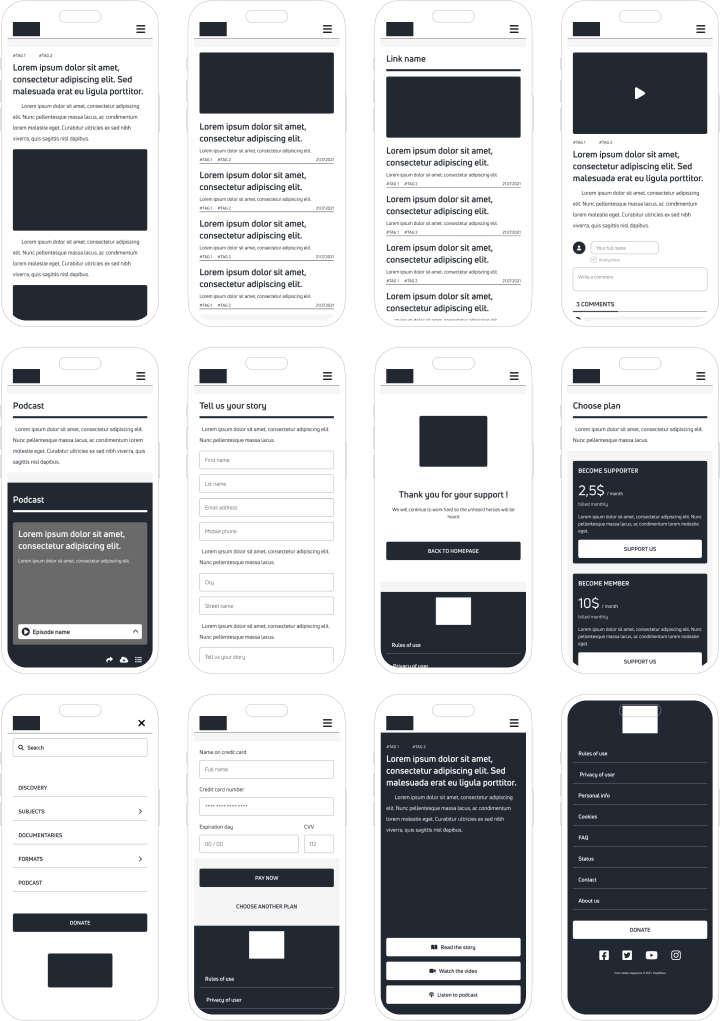 #TAG 1 #TAG 2
Lorem ipsum dolor sit amet,
consectetur adipiscing elit. Sed
malesuada erat eu ligula porttitor.
Lorem ipsum dolor sit amet, consectetur adipiscing
elit. Nunc pellentesque massa lacus, ac condimentum
lorem molestie eget. Curabitur ultricies ex sed nibh
viverra, quis sagittis nisl dapibus.
Lorem ipsum dolor sit amet, consectetur adipiscing
elit. Nunc pellentesque massa lacus, ac condimentum
lorem molestie eget. Curabitur ultricies ex sed nibh
viverra, quis sagittis nisl dapibus.
Lorem ipsum dolor sit amet,
consectetur adipiscing elit.
Lorem ipsum dolor sit amet, consectetur adipiscing elit.
#TAG 1 #TAG 2 21.07.2021
Lorem ipsum dolor sit amet,
consectetur adipiscing elit.
Lorem ipsum dolor sit amet, consectetur adipiscing elit.
#TAG 1 #TAG 2 21.07.2021
Lorem ipsum dolor sit amet,
consectetur adipiscing elit.
Lorem ipsum dolor sit amet, consectetur adipiscing elit.
#TAG 1 #TAG 2 21.07.2021
Lorem ipsum dolor sit amet,
consectetur adipiscing elit.
Lorem ipsum dolor sit amet, consectetur adipiscing elit.
#TAG 1 #TAG 2 21.07.2021
Link name
Lorem ipsum dolor sit amet,
consectetur adipiscing elit.
Lorem ipsum dolor sit amet, consectetur adipiscing elit.
#TAG 1 #TAG 2 21.07.2021
Lorem ipsum dolor sit amet,
consectetur adipiscing elit.
Lorem ipsum dolor sit amet, consectetur adipiscing elit.
#TAG 1 #TAG 2 21.07.2021
Lorem ipsum dolor sit amet,
consectetur adipiscing elit.
Lorem ipsum dolor sit amet, consectetur adipiscing elit.
#TAG 1 #TAG 2 21.07.2021
Lorem ipsum dolor sit amet,
consectetur adipiscing elit.
#TAG 1 #TAG 2
Lorem ipsum dolor sit amet,
consectetur adipiscing elit. Sed
malesuada erat eu ligula porttitor.
Lorem ipsum dolor sit amet, consectetur adipiscing
elit. Nunc pellentesque massa lacus, ac condimentum
lorem molestie eget. Curabitur ultricies ex sed nibh
viverra, quis sagittis nisl dapibus.
Your full name
Anonymous
Write a comment
3 COMMENTS
Podcast
Lorem ipsum dolor sit amet, consectetur adipiscing elit.
Nunc pellentesque massa lacus, ac condimentum lorem
molestie eget. Curabitur ultricies ex sed nibh viverra, quis
sagittis nisl dapibus.
Podcast
Lorem ipsum dolor sit amet,
consectetur adipiscing elit.
Lorem ipsum dolor sit amet, consectetur adipiscing elit.
Episode name
Tell us your story
Lorem ipsum dolor sit amet, consectetur adipiscing elit.
Nunc pellentesque massa lacus.
First name
Lat name
Email address
Mobile phone
Lorem ipsum dolor sit amet, consectetur adipiscing elit.
Nunc pellentesque massa lacus.
City
Street name
Lorem ipsum dolor sit amet, consectetur adipiscing elit.
Nunc pellentesque massa lacus.
Tell us your story
Thank you for your support !
We will continue to work hard so the unheard heroes will be
heard
BACK TO HOMEPAGE
Rules of use
Privacy of user
Choose plan
Lorem ipsum dolor sit amet, consectetur adipiscing elit.
Nunc pellentesque massa lacus.
BECOME SUPPORTER
2,5$ / month
billed monthly
Lorem ipsum dolor sit amet, consectetur adipiscing elit. Nunc
pellentesque massa lacus, ac condimentum lorem molestie
eget.
SUPPORT US
BECOME MEMBER
10$ / month
billed monthly
Lorem ipsum dolor sit amet, consectetur adipiscing elit. Nunc
pellentesque massa lacus, ac condimentum lorem molestie
eget.
SUPPORT US
Search
DISCOVERY
SUBJECTS
DOCUMENTARIES
FORMATS
PODCAST
DONATE
Name on credit card
Full name
Credit card number
**** **** **** ****
Expiration day CVV
00 / 00 112
PAY NOW
CHOOSE ANOTHER PLAN
Rules of use
Privacy of user
#TAG 1 #TAG 2
Lorem ipsum dolor sit amet,
consectetur adipiscing elit. Sed
malesuada erat eu ligula porttitor.
Lorem ipsum dolor sit amet, consectetur adipiscing
elit. Nunc pellentesque massa lacus, ac condimentum
lorem molestie eget. Curabitur ultricies ex sed nibh
viverra, quis sagittis nisl dapibus.
Read the story
Watch the video
Listen to podcast
Rules of use
Privacy of user
Personal info
Cookies
FAQ
Status
Contact
About us
DONATE